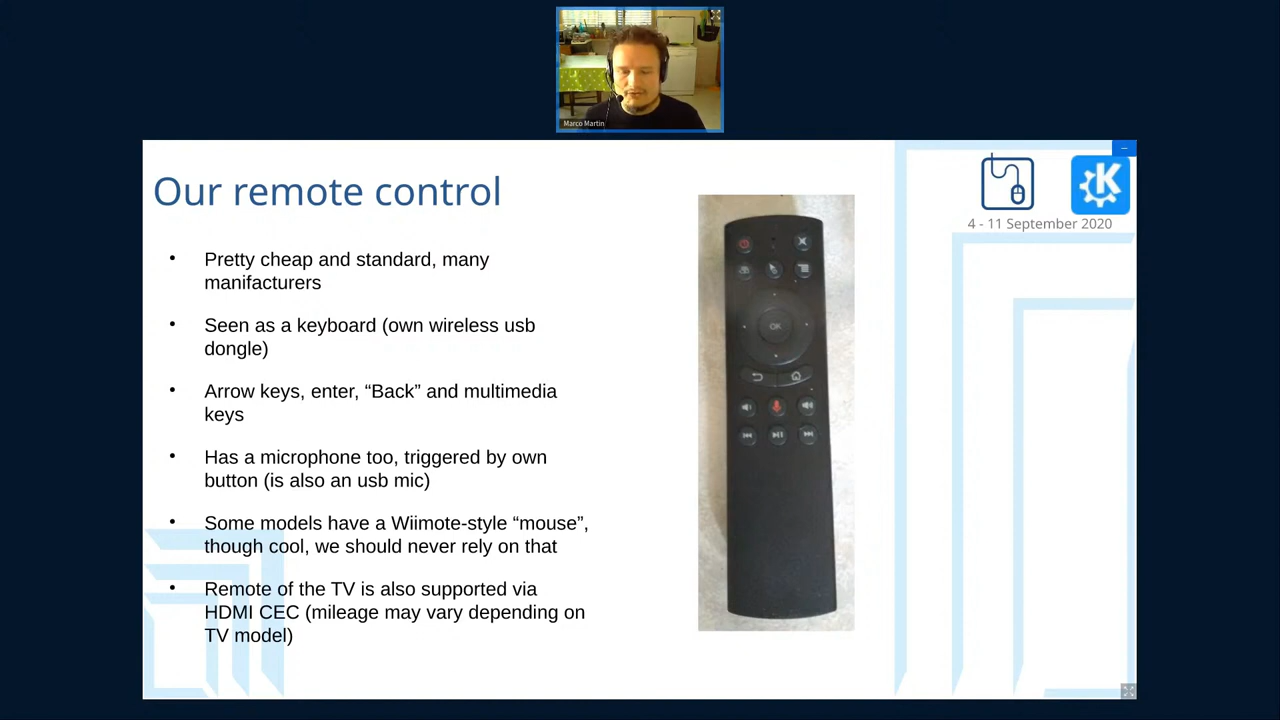 Marco Martin
Our remote control
4 - 11 September 2020
• Pretty cheap and standard, many
manifacturers
• Seen as a keyboard (own wireless usb
dongle)
• Arrow keys, enter, “Back” and multimedia
keys
• Has a microphone too, triggered by own
button (is also an usb mic)
• Some models have a Wiimote-style “mouse”,
though cool, we should never rely on that
• Remote of the TV is also supported via
HDMI CEC (mileage may vary depending on
TV model)
OK
K